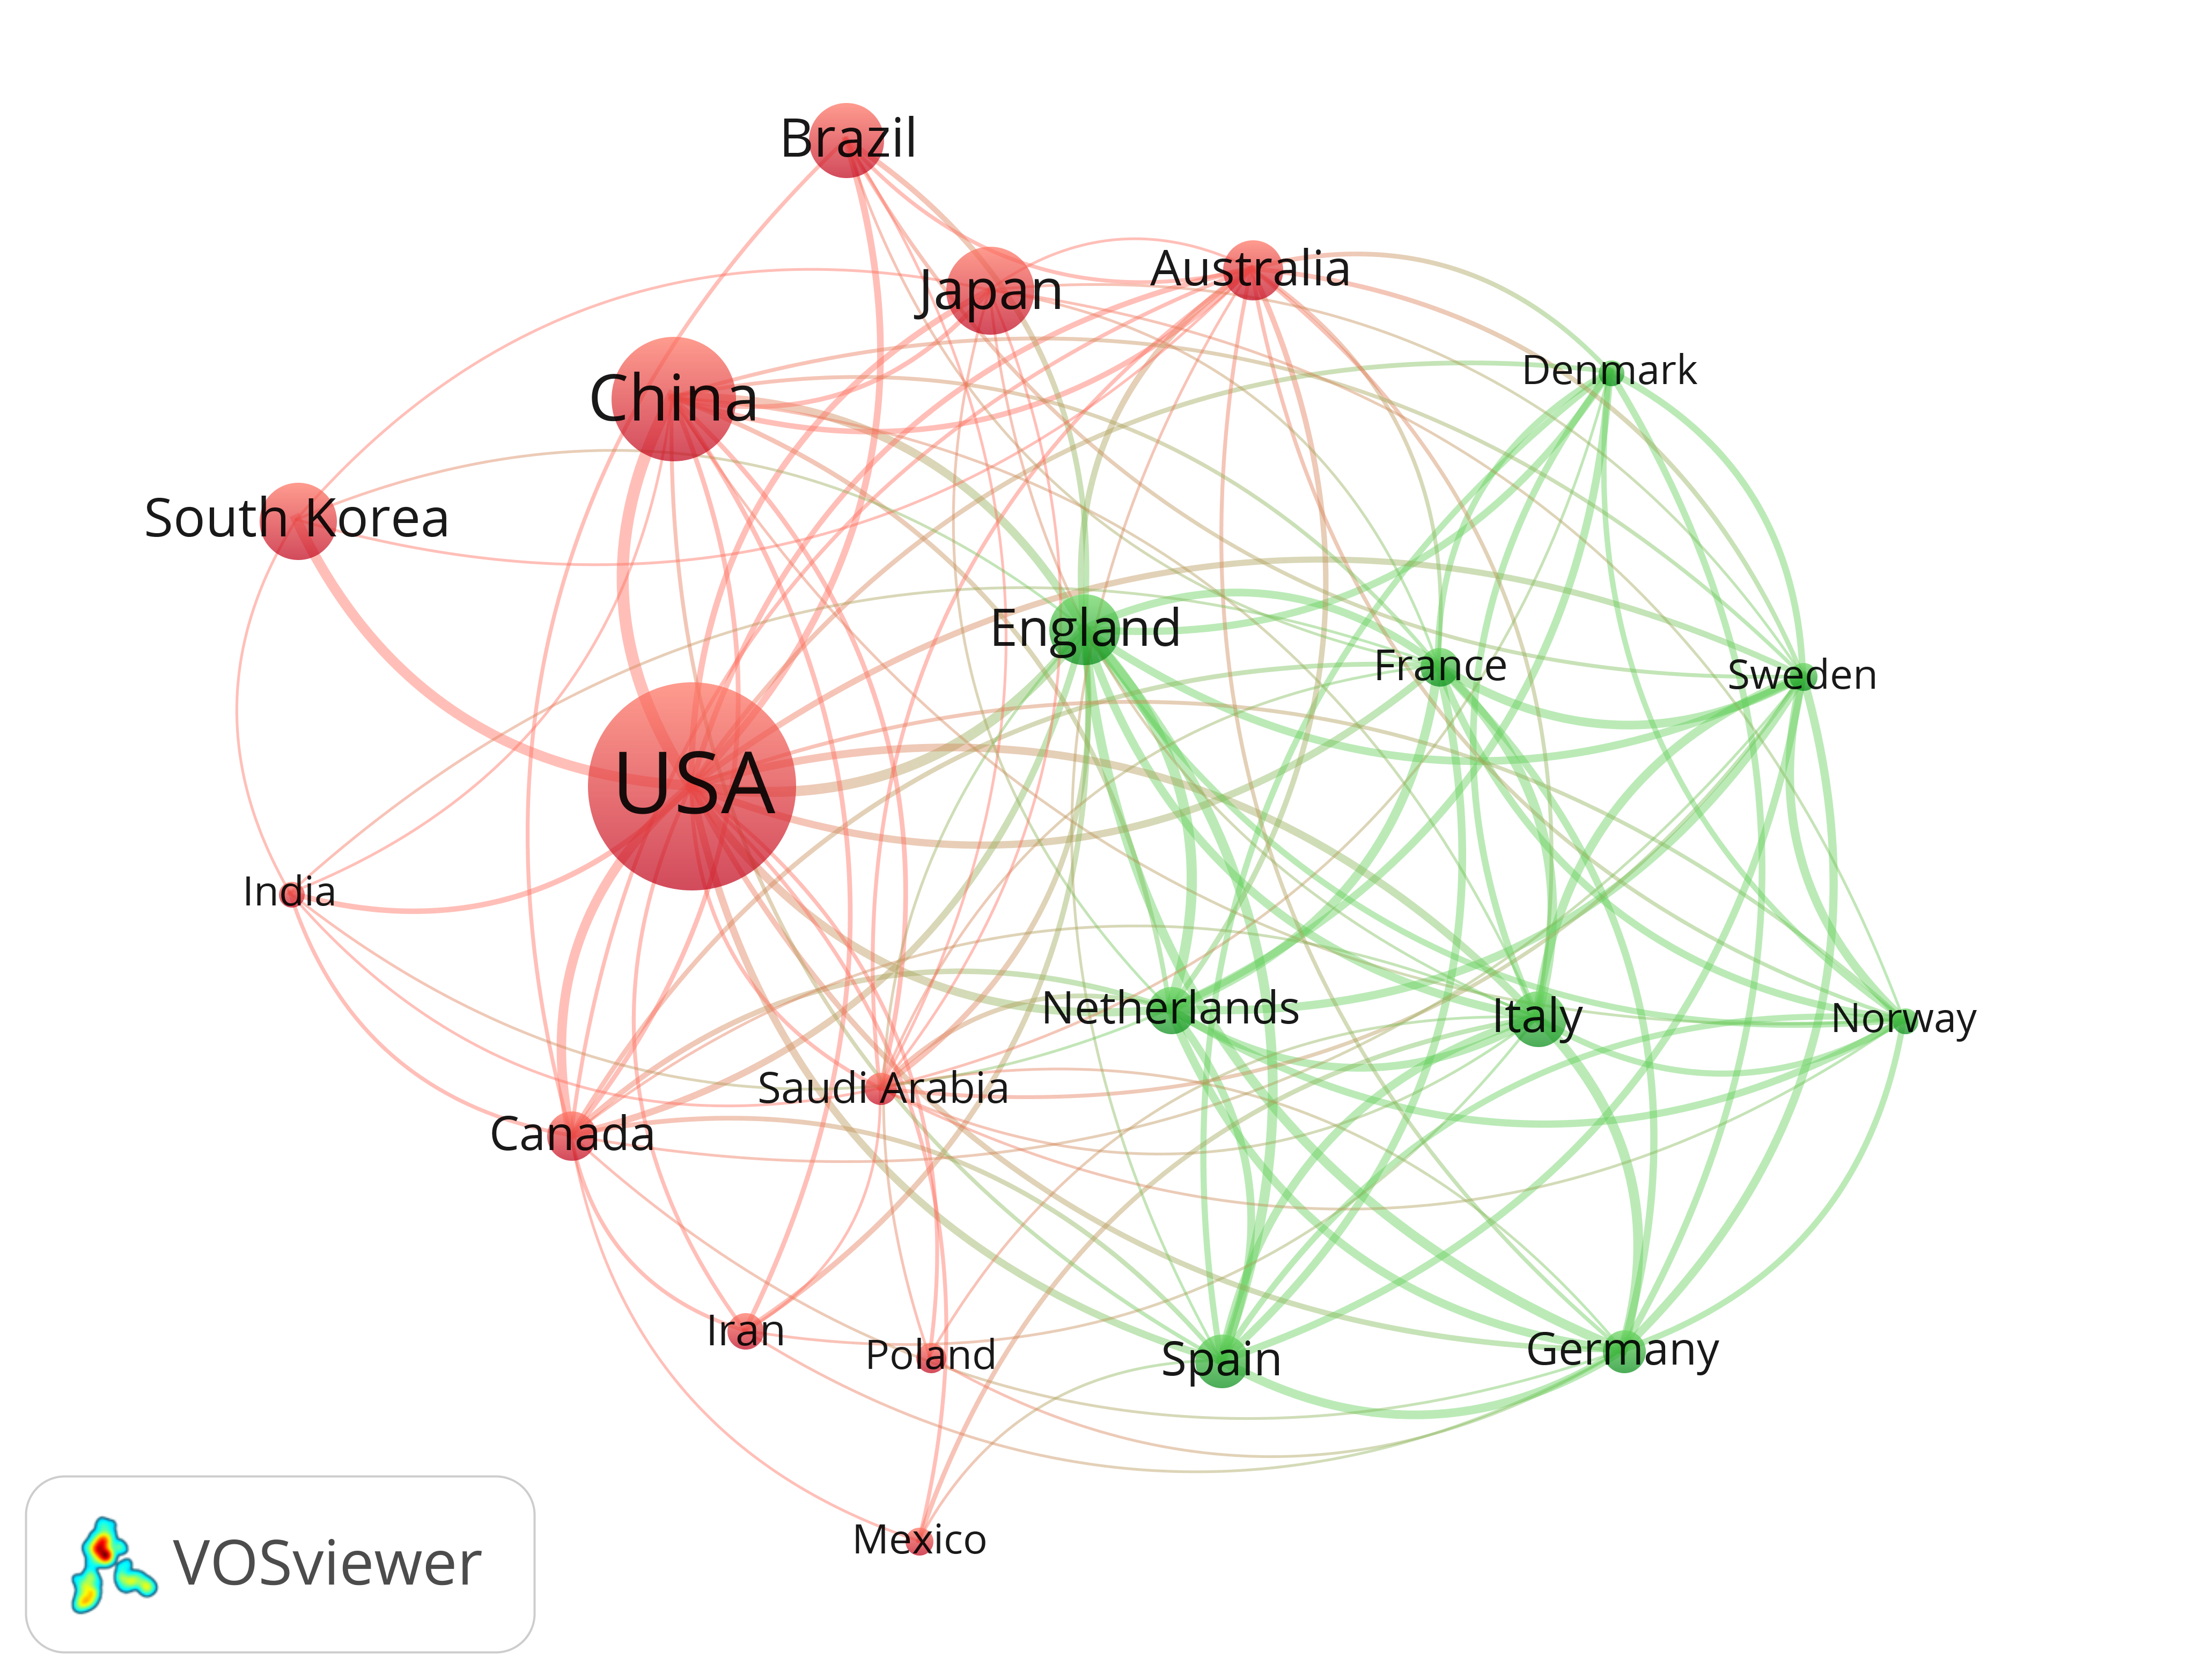 Brazil
Japan
Australia
China
Denmark
South Korea
England
France
Sweden
USA
India
Netherlands
Italy
Norway
Saudi Arabia
Canada
Iran
Poland
Spain
Germany
Mexico
VOSviewer